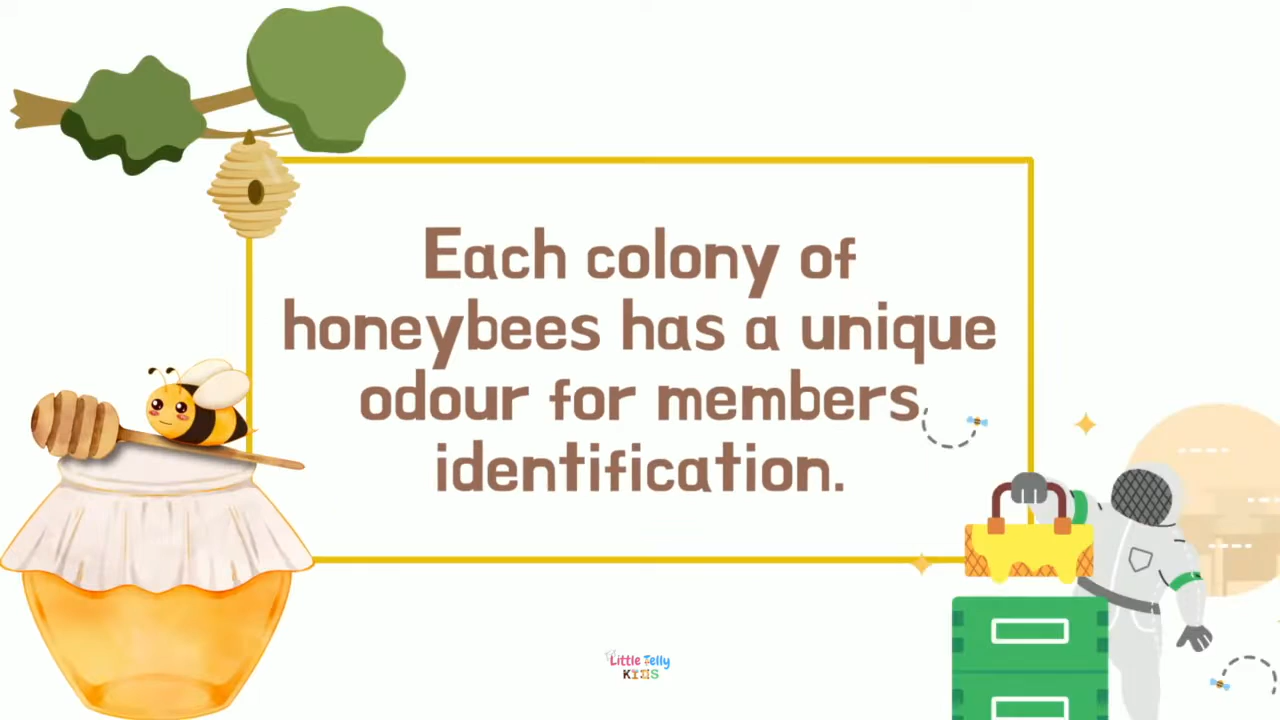 Each colony of
honeybees has a unique
odour for members
identification.
Little Telly
KIDS